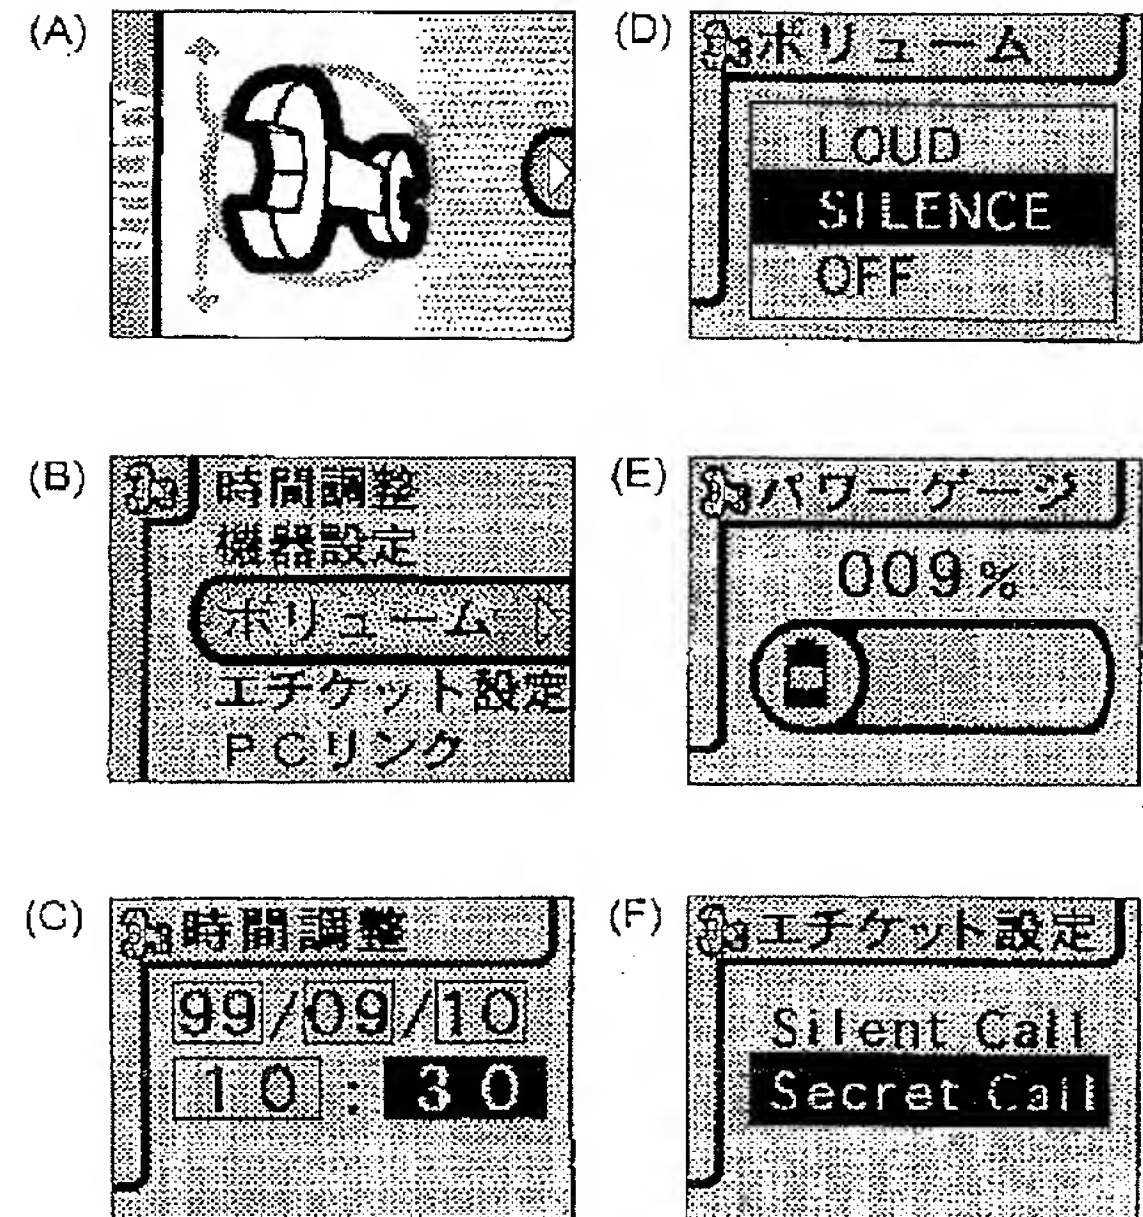 (A)
(D)
ボリューム
LOUD
SILENCE
OFF
(B)
時間調整
機器設定
ボリューム
エチケット設定
PCリンク
(E)
パワーゲージ
009%
(C)
時間調整
99/09/10
10:30
(F)
エチケット設定
Silent Call
Secret Call